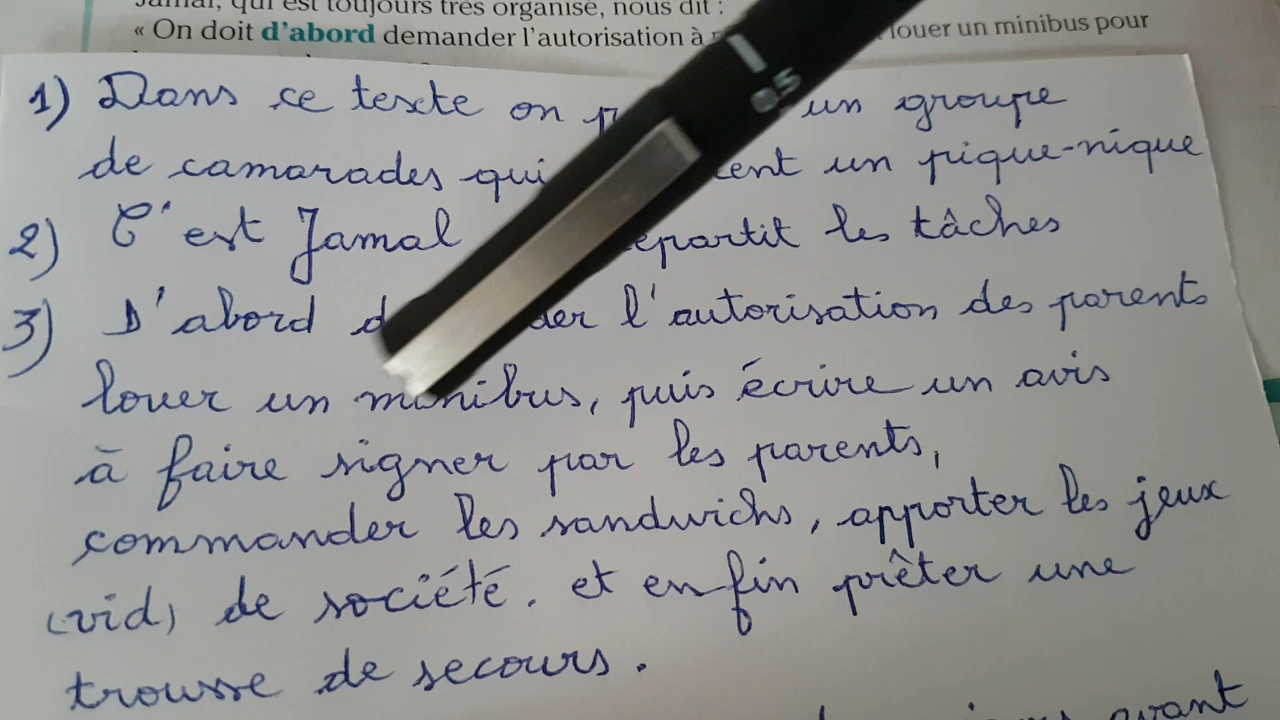 Jamal, qui est toujours très organisé, nous dit :
« On doit d'abord demander l'autorisation à louer un minibus pour
0.5
1) Dans ce texte on un groupe
de camarades qui un pique-nique
2) C'est Jamal les tâches
3) D'abord l'autorisation des parents
louer un minibus, puis écrire un avis
à faire signer par les parents,
commander les sandwichs, apporter les jeux
(vid) de société. et enfin prêter une
trousse de secours.
avant